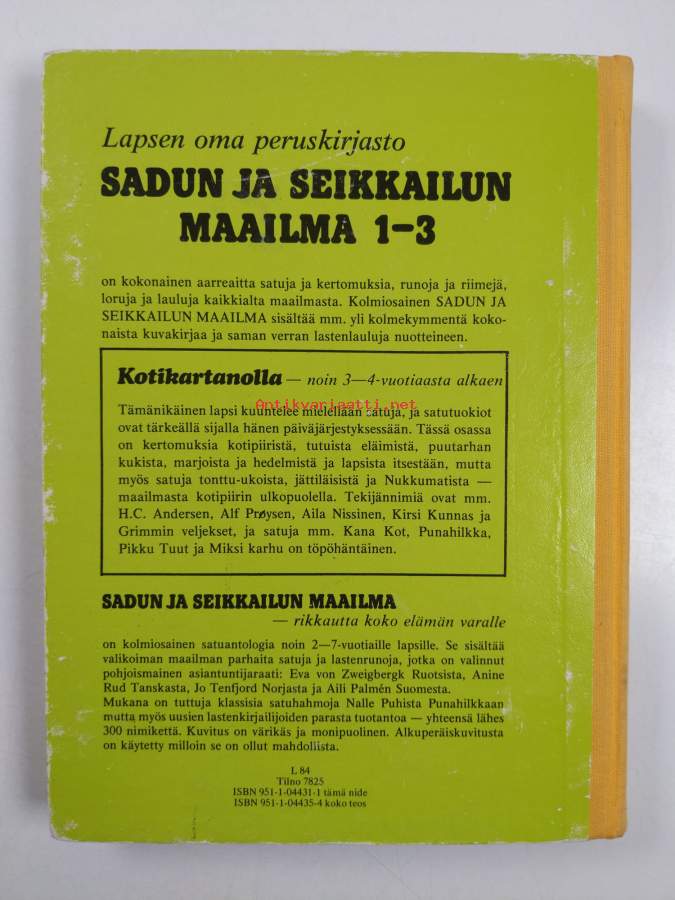 Lapsen oma peruskirjasto
SADUN JA SEIKKAILUN
MAAILMA 1–3
on kokonainen aarreaitta satuja ja kertomuksia, runoja ja riimejä,
loruja ja lauluja kaikkialta maailmasta. Kolmiosainen SADUN JA
SEIKKAILUN MAAILMA sisältää mm. yli kolmekymmentä koko-
naista kuvakirjaa ja saman verran lastenlauluja nuotteineen.
Kotikartanolla — noin 3—4-vuotiaasta alkaen
Antikvariaatti.net
Tämänikäinen lapsi kuuntelee mielellään satuja, ja satutuokiot
ovat tärkeällä sijalla hänen päiväjärjestyksessään. Tässä osassa
on kertomuksia kotipiiristä, tutuista eläimistä, puutarhan
kukista, marjoista ja hedelmistä ja lapsista itsestään, mutta
myös satuja tonttu-ukoista, jättiläisistä ja Nukkumatista —
maailmasta kotipiirin ulkopuolella. Tekijännimiä ovat mm.
H.C. Andersen, Alf Prøysen, Aila Nissinen, Kirsi Kunnas ja
Grimmin veljekset, ja satuja mm. Kana Kot, Punahilkka,
Pikku Tuut ja Miksi karhu on töpöhäntäinen.
SADUN JA SEIKKAILUN MAAILMA
— rikkautta koko elämän varalle
on kolmiosainen satuantologia noin 2—7-vuotiaille lapsille. Se sisältää
valikoiman maailman parhaita satuja ja lastenrunoja, jotka on valinnut
pohjoismainen asiantuntijaraati: Eva von Zweigbergk Ruotsista, Anine
Rud Tanskasta, Jo Tenfjord Norjasta ja Aili Palmén Suomesta.
Mukana on tuttuja klassisia satuhahmoja Nalle Puhista Punahilkkaan
mutta myös uusien lastenkirjailijoiden parasta tuotantoa — yhteensä lähes
300 nimikettä. Kuvitus on värikäs ja monipuolinen. Alkuperäiskuvitusta
on käytetty milloin se on ollut mahdollista.
L 84
Tilno 7825
ISBN 951-1-04431-1 tämä nide
ISBN 951-1-04435-4 koko teos